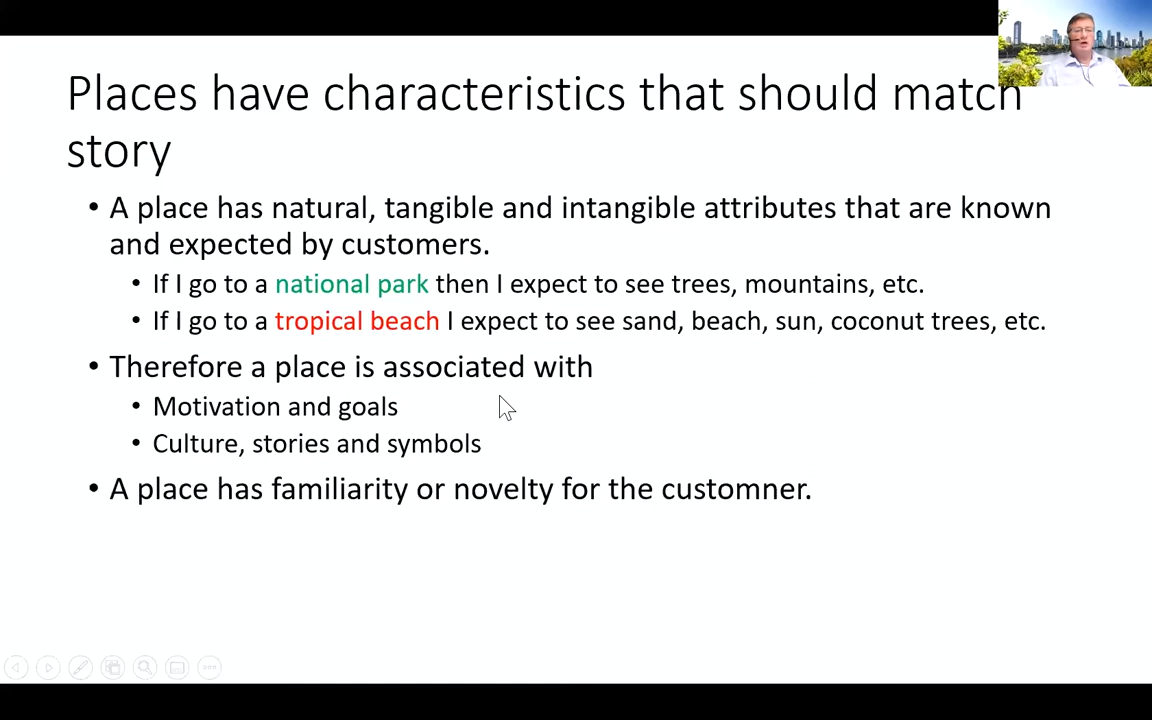 Places have characteristics that should match
story
• A place has natural, tangible and intangible attributes that are known
and expected by customers.
• If I go to a national park then I expect to see trees, mountains, etc.
• If I go to a tropical beach I expect to see sand, beach, sun, coconut trees, etc.
• Therefore a place is associated with
• Motivation and goals
• Culture, stories and symbols
• A place has familiarity or novelty for the customner.